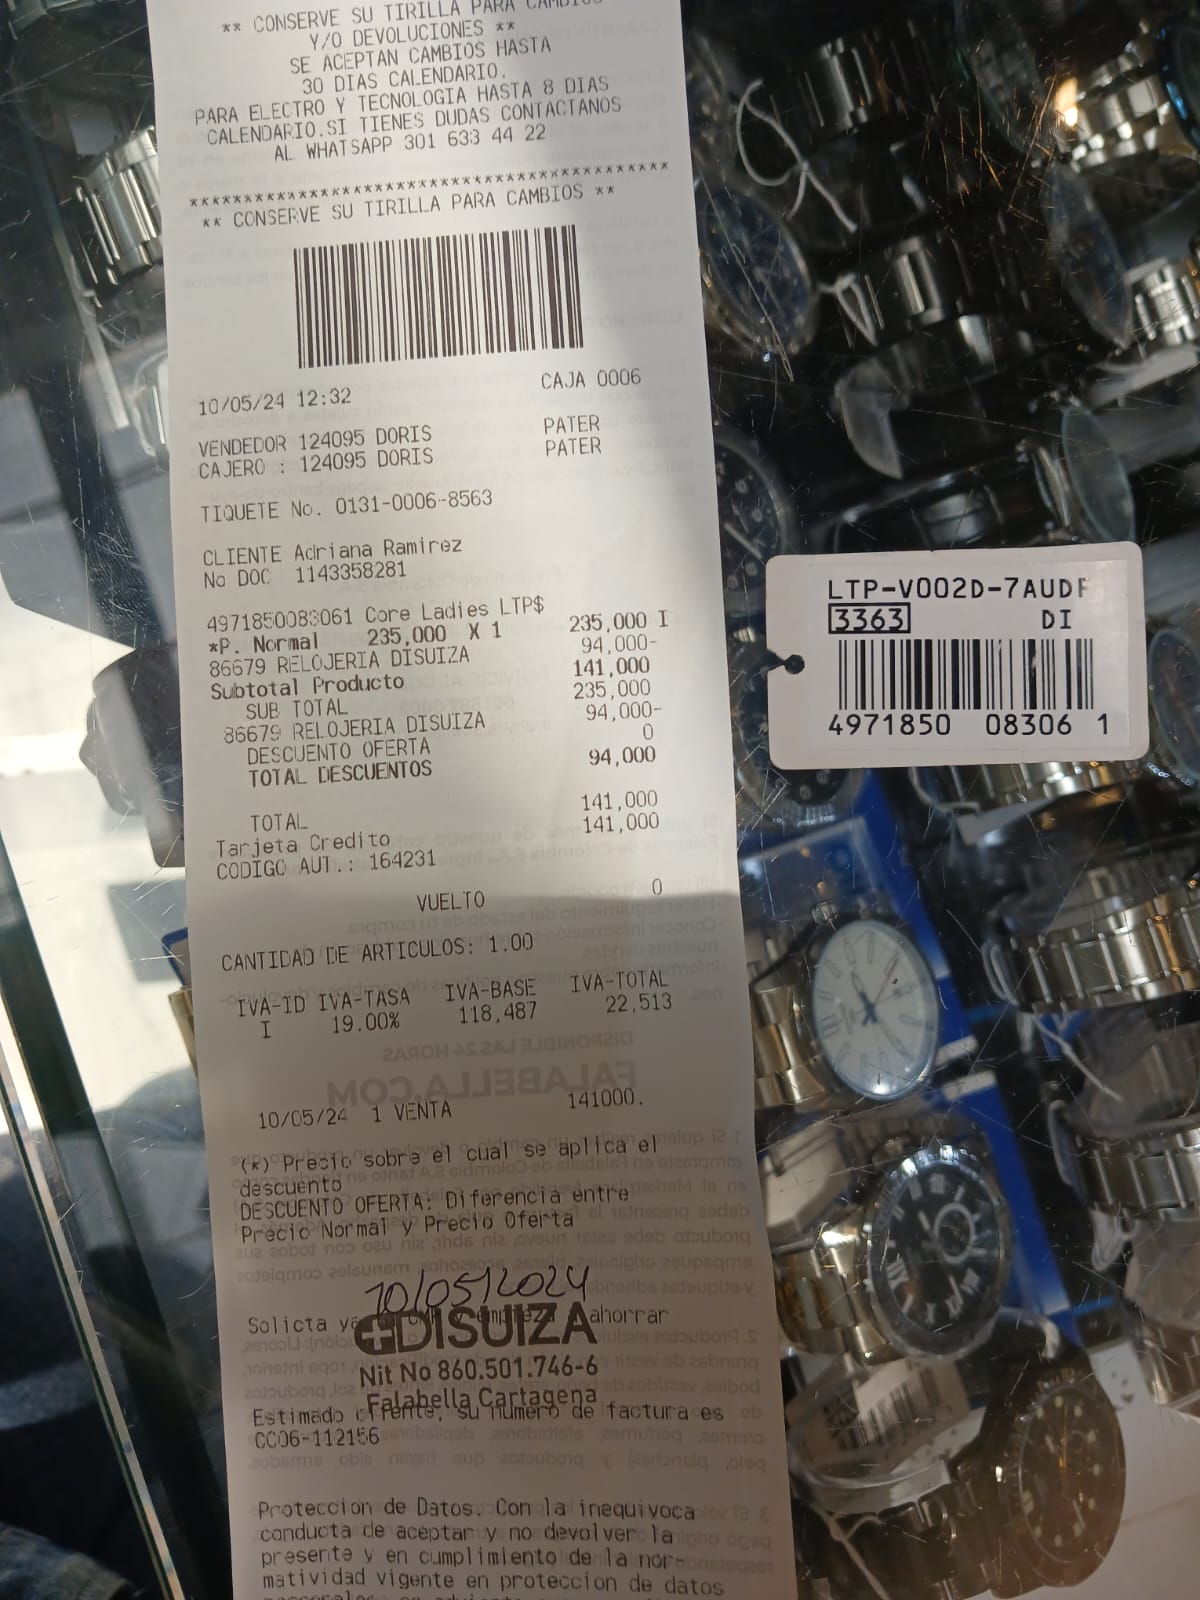 ** CONSERVE SU TIRILLA PARA CAMBIOS
Y/O DEVOLUCIONES **
SE ACEPTAN CAMBIOS HASTA
30 DIAS CALENDARIO.
PARA ELECTRO Y TECNOLOGIA HASTA 8 DIAS
CALENDARIO.SI TIENES DUDAS CONTACTANOS
AL WHATSAPP 301 633 44 22
****************************************
** CONSERVE SU TIRILLA PARA CAMBIOS **
10/05/24 12:32 CAJA 0006
VENDEDOR 124095 DORIS PATER
CAJERO : 124095 DORIS PATER
TIQUETE No. 0131-0006-8563
CLIENTE Adriana Ramirez
No DOC 1143358281
4971850083061 Core Ladies LTP$
*P. Normal 235,000 X 1 235,000 I
86679 RELOJERIA DISUIZA 94,000-
Subtotal Producto 141,000
SUB TOTAL 235,000
86679 RELOJERIA DISUIZA 94,000-
DESCUENTO OFERTA 0
TOTAL DESCUENTOS 94,000
TOTAL 141,000
Tarjeta Credito 141,000
CODIGO AUT.: 164231
VUELTO 0
CANTIDAD DE ARTICULOS: 1.00
IVA-ID IVA-TASA IVA-BASE IVA-TOTAL
I 19.00% 118,487 22,513
10/05/24 1 VENTA 141000.
(*) Precio sobre el cual se aplica el
descuento
DESCUENTO OFERTA: Diferencia entre
Precio Normal y Precio Oferta
10/05/2024
Solicita ya ahorrar
DISUIZA
Nit No 860.501.746-6
Falabella Cartagena
Estimado cliente, su número de factura es
CC06-112156
Proteccion de Datos. Con la inequivoca
conducta de aceptar y no devolver la
presente y en cumplimiento de la nor-
matividad vigente en proteccion de datos
LTP-V002D-7AUDF
3363 DI
4971850 08306 1